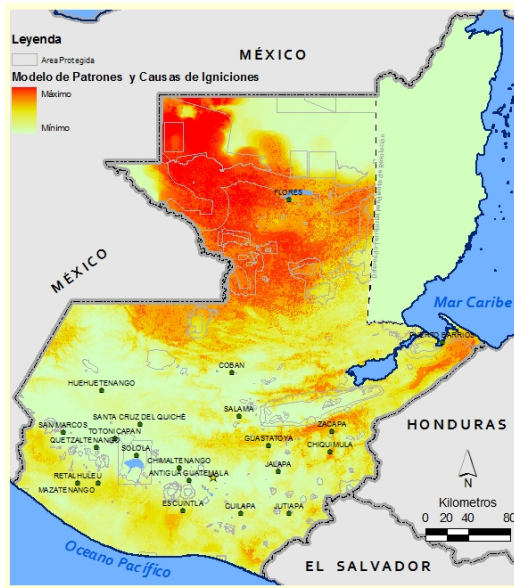 Leyenda
Area Protegida
Modelo de Patrones y Causas de Igniciones
Máximo
Mínimo
MÉXICO
FLORES
MÉXICO
Mar Caribe
PUERTO BARRIOS
COBAN
HUEHUETENANGO
SALAMA
SANTA CRUZ DEL QUICHÉ
SAN MARCOS
TOTONICAPAN
ZACAPA
HONDURAS
QUETZALTENANGO
GUASTATOYA
CHIQUIMULA
SOLOLA
CHIMALTENANGO
JALAPA
RETALHULEU
ANTIGUA GUATEMALA
MAZATENANGO
N
Kilometros
ESCUINTLA
CUILAPA
JUTIAPA
0 20 40 80
Oceano Pacífico
EL SALVADOR